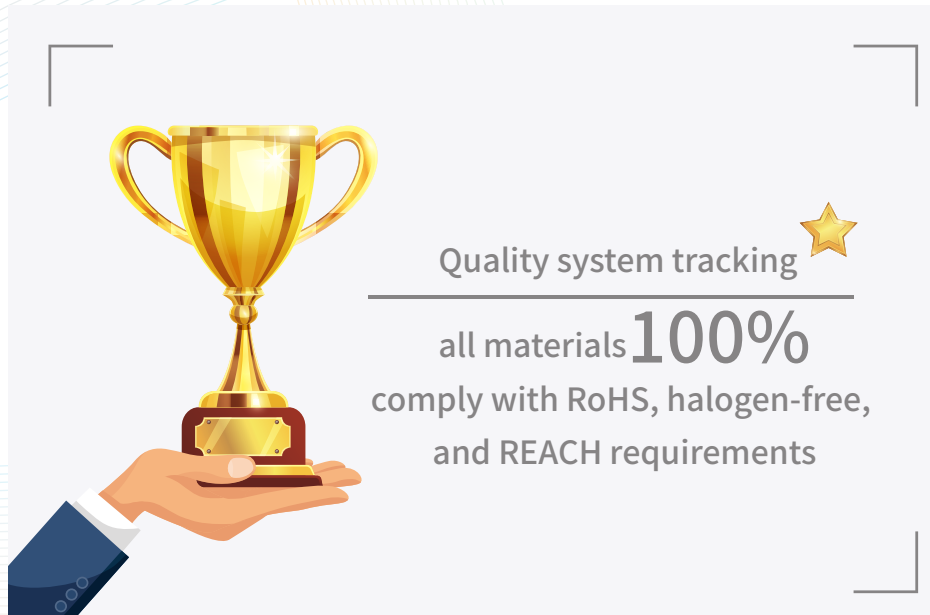 Quality system tracking
all materials 100%
comply with RoHS, halogen-free,
and REACH requirements